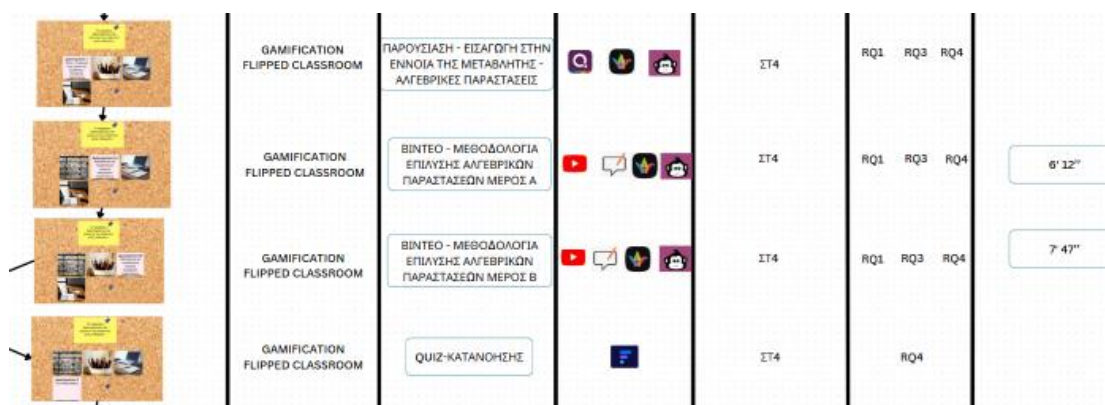 GAMIFICATION
FLIPPED CLASSROOM
ΠΑΡΟΥΣΙΑΣΗ - ΕΙΣΑΓΩΓΗ ΣΤΗΝ
ΕΝΝΟΙΑ ΤΗΣ ΜΕΤΑΒΛΗΤΗΣ -
ΑΛΓΕΒΡΙΚΕΣ ΠΑΡΑΣΤΑΣΕΙΣ
ΣΤ4
RQ1 RQ3 RQ4
GAMIFICATION
FLIPPED CLASSROOM
ΒΙΝΤΕΟ - ΜΕΘΟΔΟΛΟΓΙΑ
ΕΠΙΛΥΣΗΣ ΑΛΓΕΒΡΙΚΩΝ
ΠΑΡΑΣΤΑΣΕΩΝ ΜΕΡΟΣ Α
ΣΤ4
RQ1 RQ3 RQ4
6' 12''
GAMIFICATION
FLIPPED CLASSROOM
ΒΙΝΤΕΟ - ΜΕΘΟΔΟΛΟΓΙΑ
ΕΠΙΛΥΣΗΣ ΑΛΓΕΒΡΙΚΩΝ
ΠΑΡΑΣΤΑΣΕΩΝ ΜΕΡΟΣ Β
ΣΤ4
RQ1 RQ3 RQ4
7' 47''
GAMIFICATION
FLIPPED CLASSROOM
QUIZ-ΚΑΤΑΝΟΗΣΗΣ
ΣΤ4
RQ4